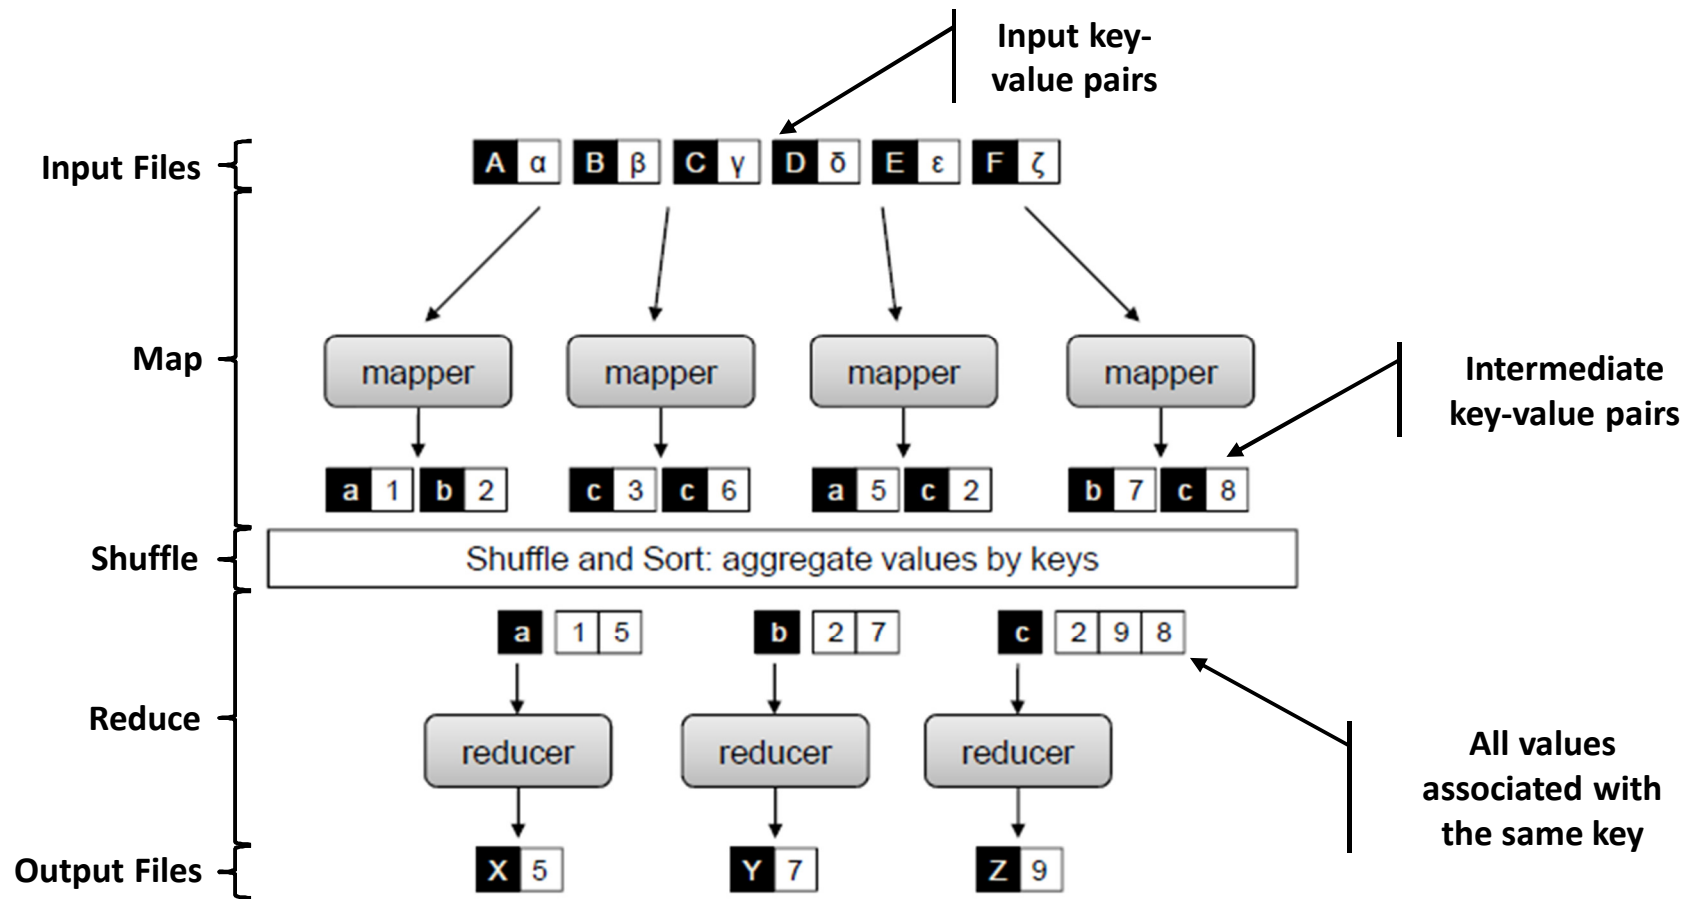 Input key-
value pairs
Input Files
A α B β C γ D δ E ε F ζ
Map
mapper mapper mapper mapper
Intermediate
key-value pairs
a 1 b 2 c 3 c 6 a 5 c 2 b 7 c 8
Shuffle
Shuffle and Sort: aggregate values by keys
a 1 5 b 2 7 c 2 9 8
Reduce
reducer reducer reducer
All values
associated with
the same key
Output Files
X 5 Y 7 Z 9